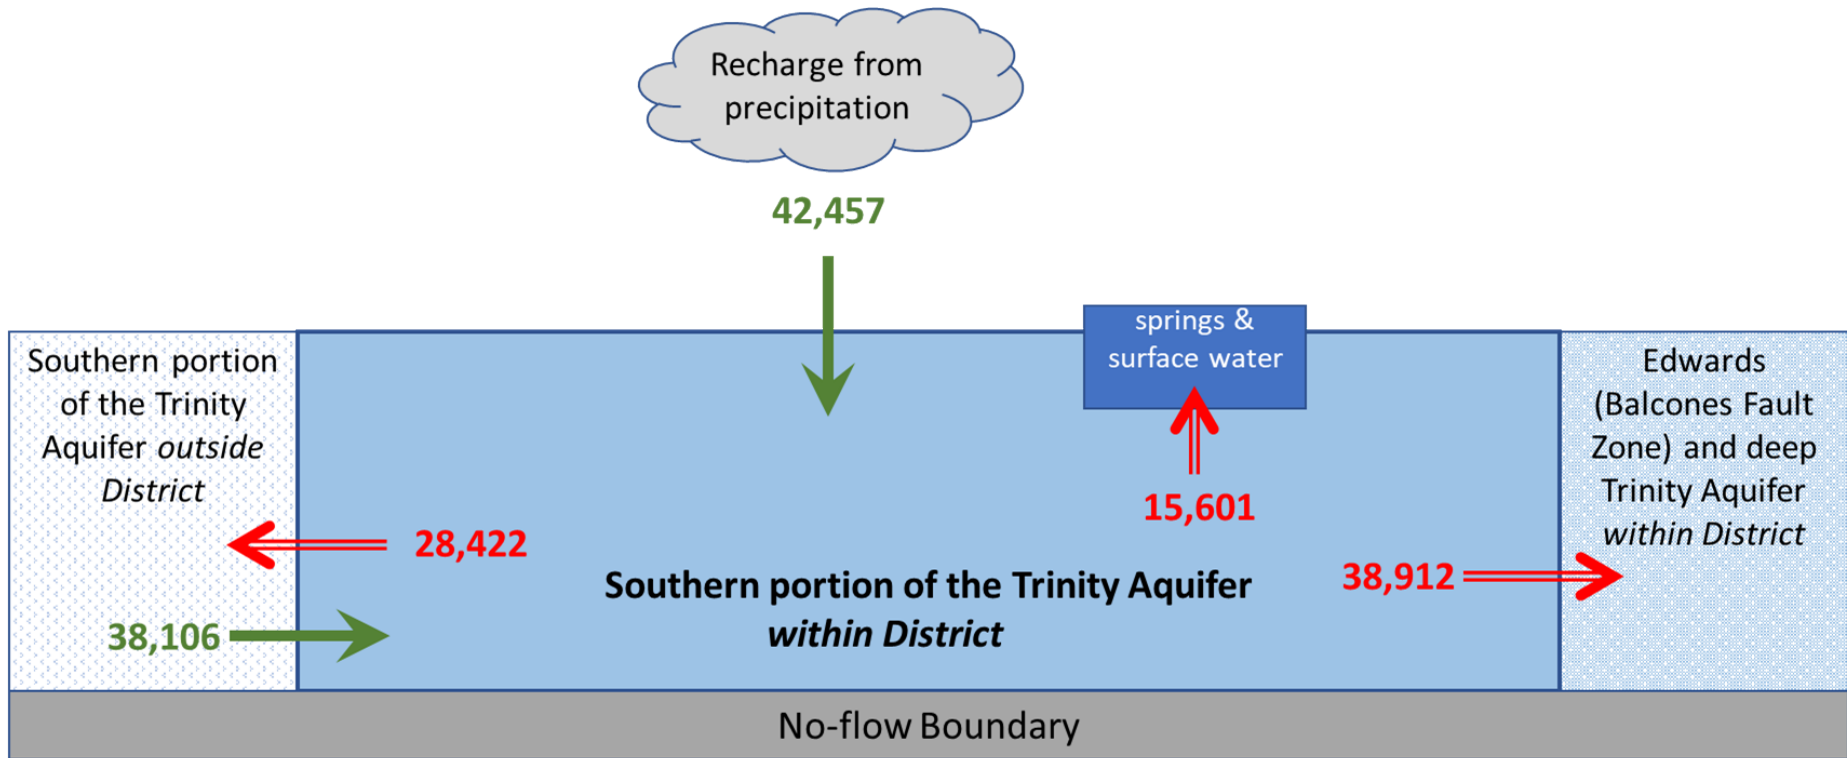 Recharge from
precipitation
42,457
springs &
surface water
15,601
Southern portion
of the Trinity
Aquifer outside
District
28,422
38,106
Southern portion of the Trinity Aquifer
within District
Edwards
(Balcones Fault
Zone) and deep
Trinity Aquifer
within District
38,912
No-flow Boundary